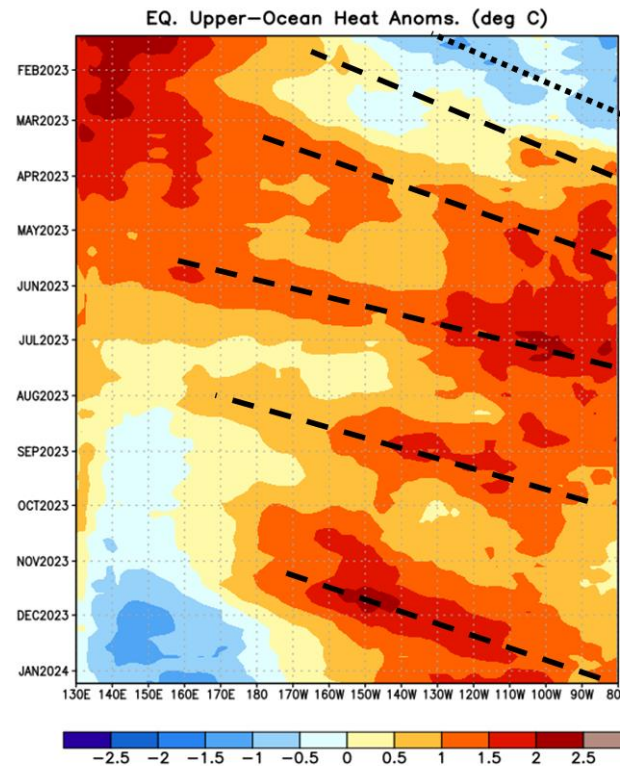 EQ. Upper-Ocean Heat Anoms. (deg C)
FEB2023
MAR2023
APR2023
MAY2023
JUN2023
JUL2023
AUG2023
SEP2023
OCT2023
NOV2023
DEC2023
JAN2024
130E 140E 150E 160E 170E 180 170W 160W 150W 140W 130W 120W 110W 100W 90W 80
-2.5 -2 -1.5 -1 -0.5 0 0.5 1 1.5 2 2.5